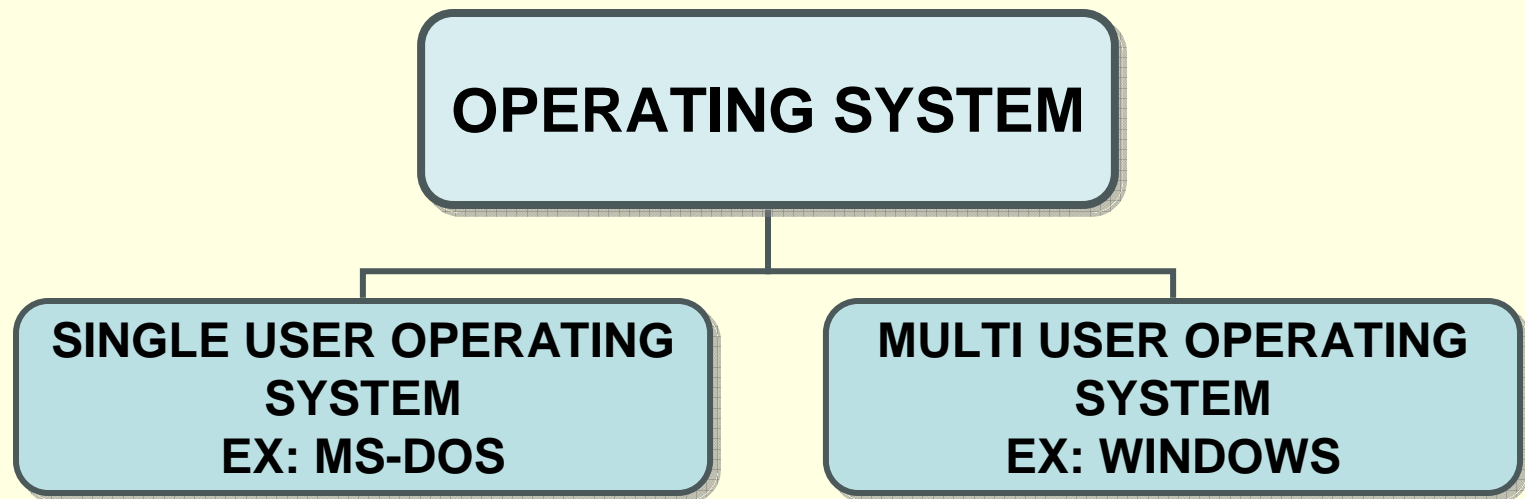 OPERATING SYSTEM
SINGLE USER OPERATING
SYSTEM
EX: MS-DOS
MULTI USER OPERATING
SYSTEM
EX: WINDOWS